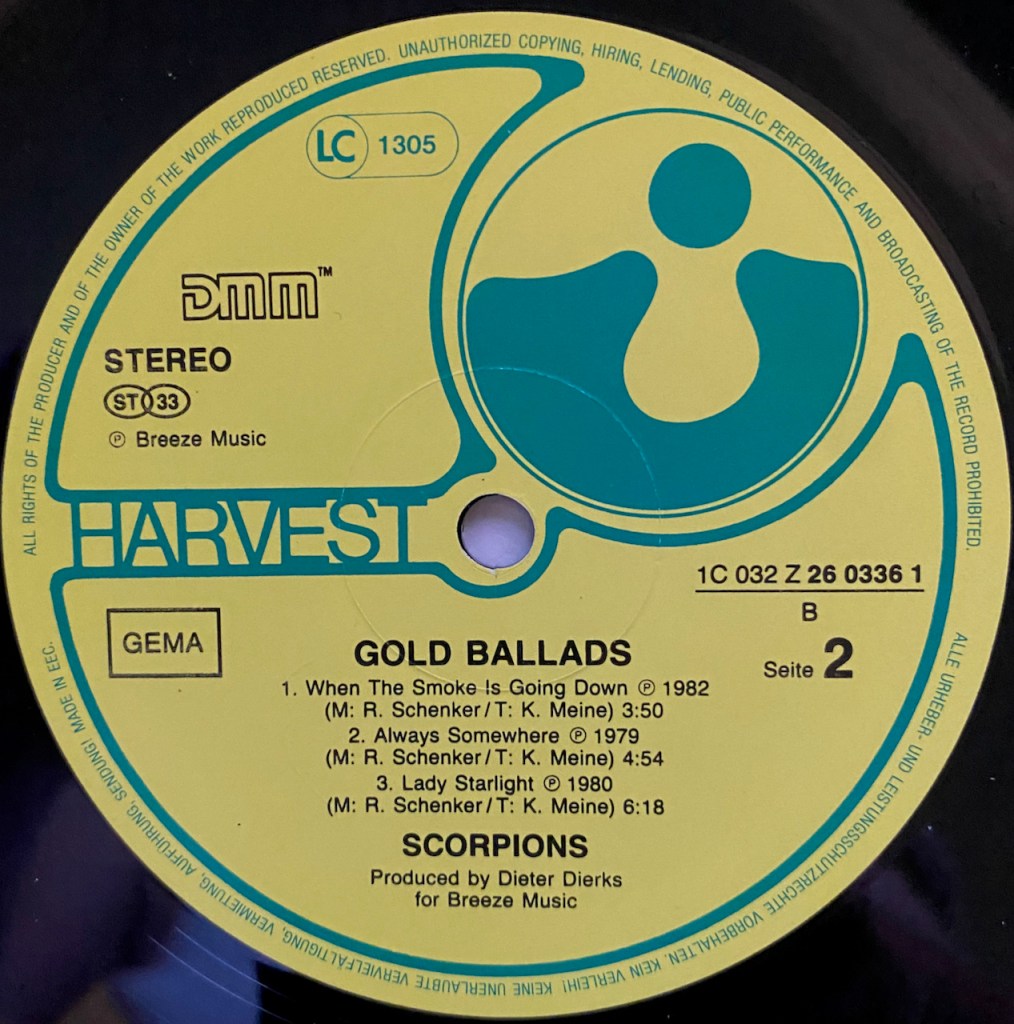 ALL RIGHTS OF THE PRODUCER AND OF THE OWNER OF THE WORK REPRODUCED RESERVED. UNAUTHORIZED COPYING, HIRING, LENDING, PUBLIC PERFORMANCE AND BROADCASTING OF THE RECORD PROHIBITED.
LC 1305
DMM™
STEREO
ST 33
℗ Breeze Music
HARVEST
1C 032 Z 26 0336 1
B
Seite 2
GEMA
GOLD BALLADS
1. When The Smoke Is Going Down ℗ 1982
(M: R. Schenker/T: K. Meine) 3:50
2. Always Somewhere ℗ 1979
(M: R. Schenker/T: K. Meine) 4:54
3. Lady Starlight ℗ 1980
(M: R. Schenker/T: K. Meine) 6:18
SCORPIONS
Produced by Dieter Dierks
for Breeze Music
ALLE URHEBER- UND LEISTUNGSSCHUTZRECHTE VORBEHALTEN. KEIN VERLEIH! KEINE UNERLAUBTE VERVIELFÄLTIGUNG, VERMIETUNG, AUFFÜHRUNG, SENDUNG! MADE IN EEC.